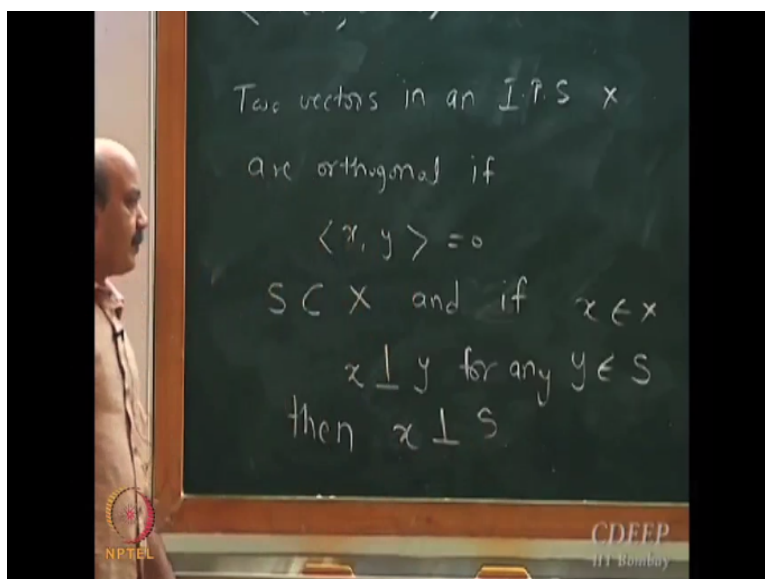 Two vectors in an I.P.S X
are orthogonal if
⟨x, y⟩ = 0
S ⊂ X and if x ∈ X
x ⊥ y for any y ∈ S
then x ⊥ S
NPTEL
CDEEP
IIT Bombay